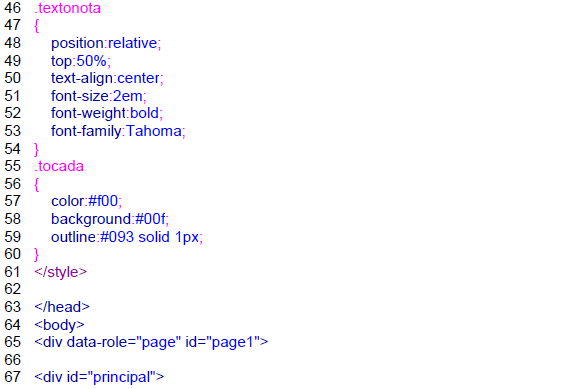 46 .textonota
47 {
48 position:relative;
49 top:50%;
50 text-align:center;
51 font-size:2em;
52 font-weight:bold;
53 font-family:Tahoma;
54 }
55 .tocada
56 {
57 color:#f00;
58 background:#00f;
59 outline:#093 solid 1px;
60 }
61 </style>
62
63 </head>
64 <body>
65 <div data-role="page" id="page1">
66
67 <div id="principal">